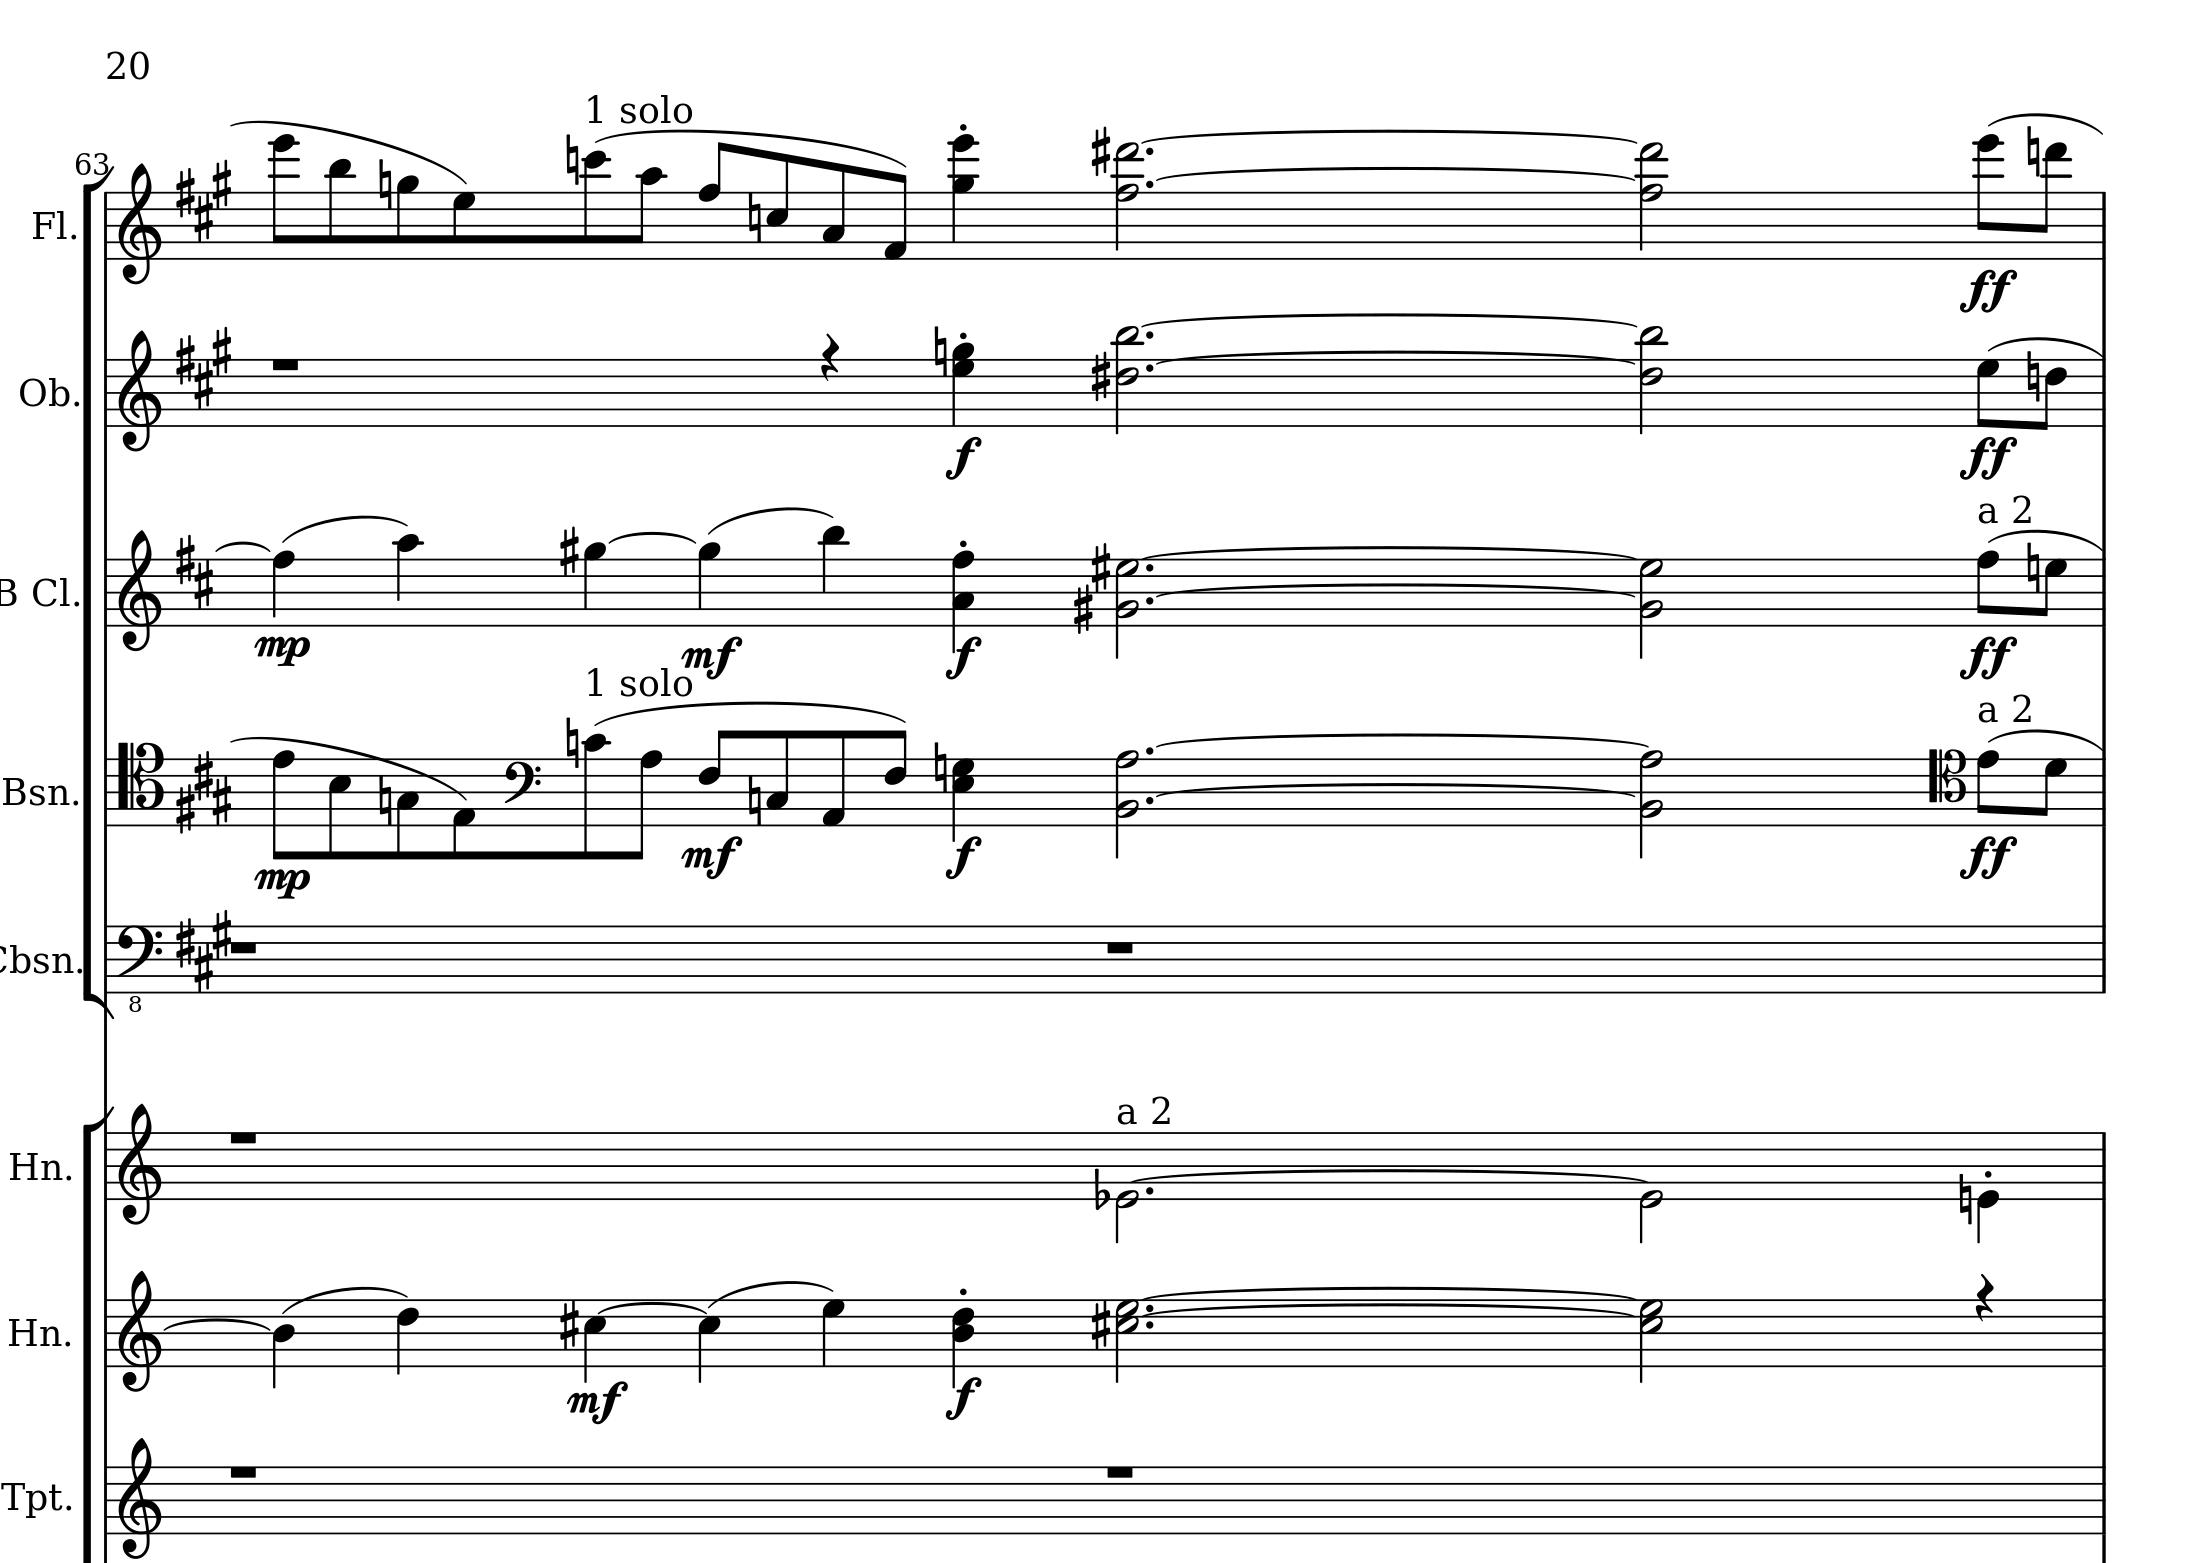 20
1 solo
63
Fl.
ff
Ob.
f
ff
a 2
B Cl.
mp
mf
f
ff
1 solo
a 2
Bsn.
mp
mf
f
ff
Cbsn.
8
a 2
Hn.
Hn.
mf
f
Tpt.